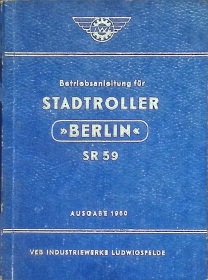 Betriebsanleitung für
STADTROLLER
»BERLIN«
SR 59
AUSGABE 1960
VEB INDUSTRIEWERKE LUDWIGSFELDE